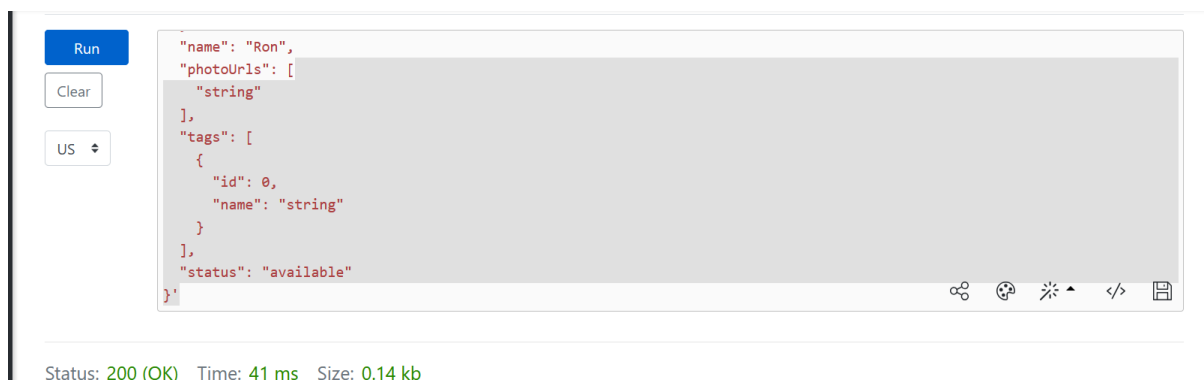 Run
Clear
US
"name": "Ron",
"photoUrls": [
"string"
],
"tags": [
{
"id": 0,
"name": "string"
}
],
"status": "available"
}'
Status: 200 (OK) Time: 41 ms Size: 0.14 kb